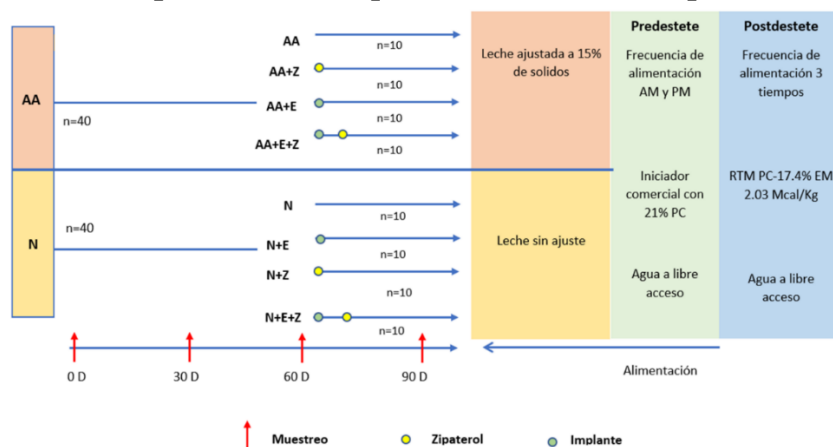 AA
n=40
AA
n=10
AA+Z
n=10
AA+E
n=10
AA+E+Z
n=10
N
n=40
N
n=10
N+E
n=10
N+Z
n=10
N+E+Z
n=10
0 D
30 D
60 D
90 D
Leche ajustada a 15%
de solidos
Leche sin ajuste
Predestete
Frecuencia de
alimentación
AM y PM
Iniciador
comercial con
21% PC
Agua a libre
acceso
Postdestete
Frecuencia de
alimentación 3
tiempos
RTM PC-17.4% EM
2.03 Mcal/Kg
Agua a libre
acceso
Alimentación
Muestreo
Zipaterol
Implante